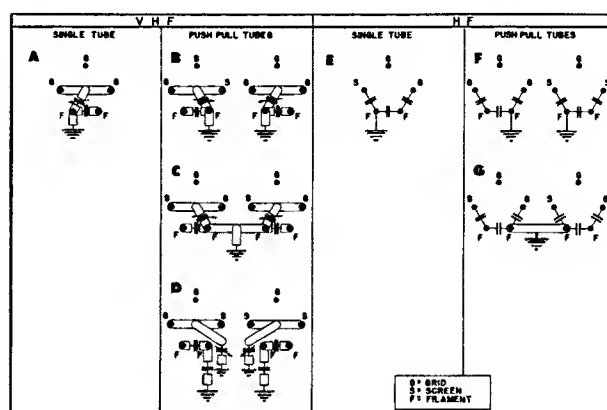 V H F H F
SINGLE TUBE PUSH PULL TUBES SINGLE TUBE PUSH PULL TUBES
A B E F
G G G G
S S S S
F F F F F F F F F F
C G
G G G G
S S S S
F F F F F F F F
D
G G
S S S
F F F F
G= GRID
S= SCREEN
F= FILAMENT